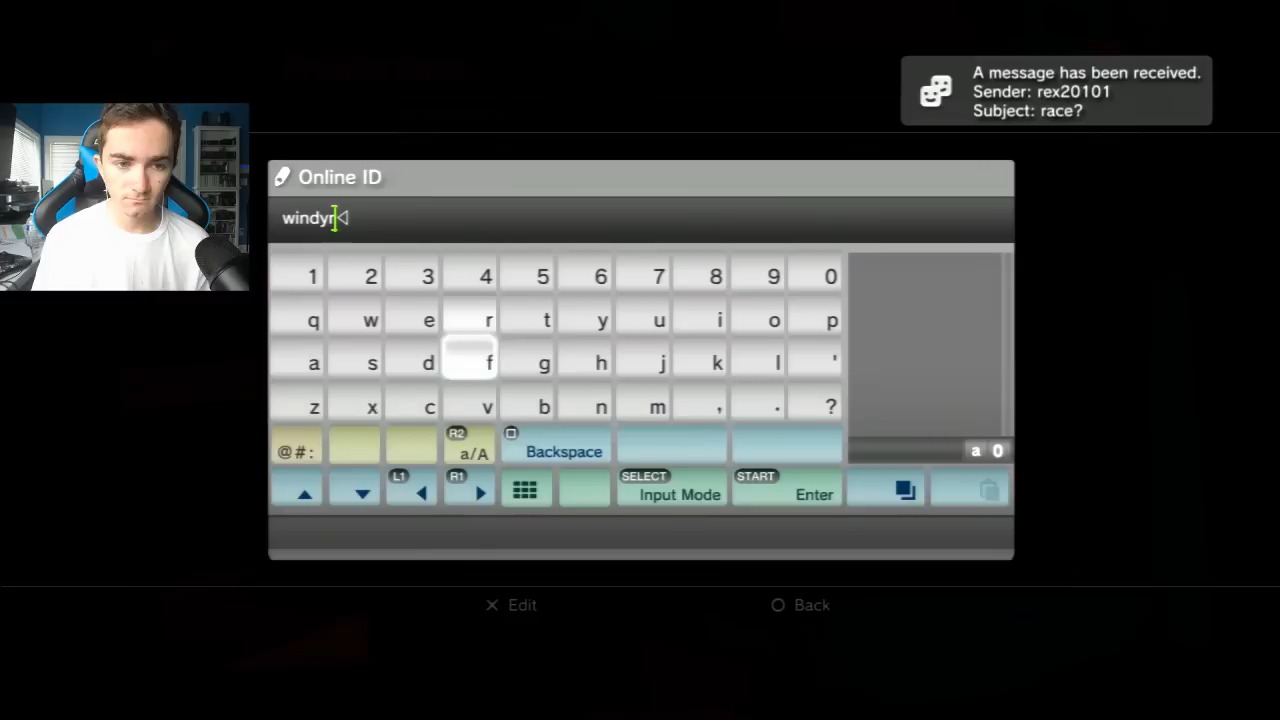 A message has been received.
Sender: rex20101
Subject: race?
Online ID
windyr
1 2 3 4 5 6 7 8 9 0
q w e r t y u i o p
a s d f g h j k l '
z x c v b n m , . ?
@#: R2 a/A Backspace
L1 R1 SELECT Input Mode START Enter
a 0
Edit Back